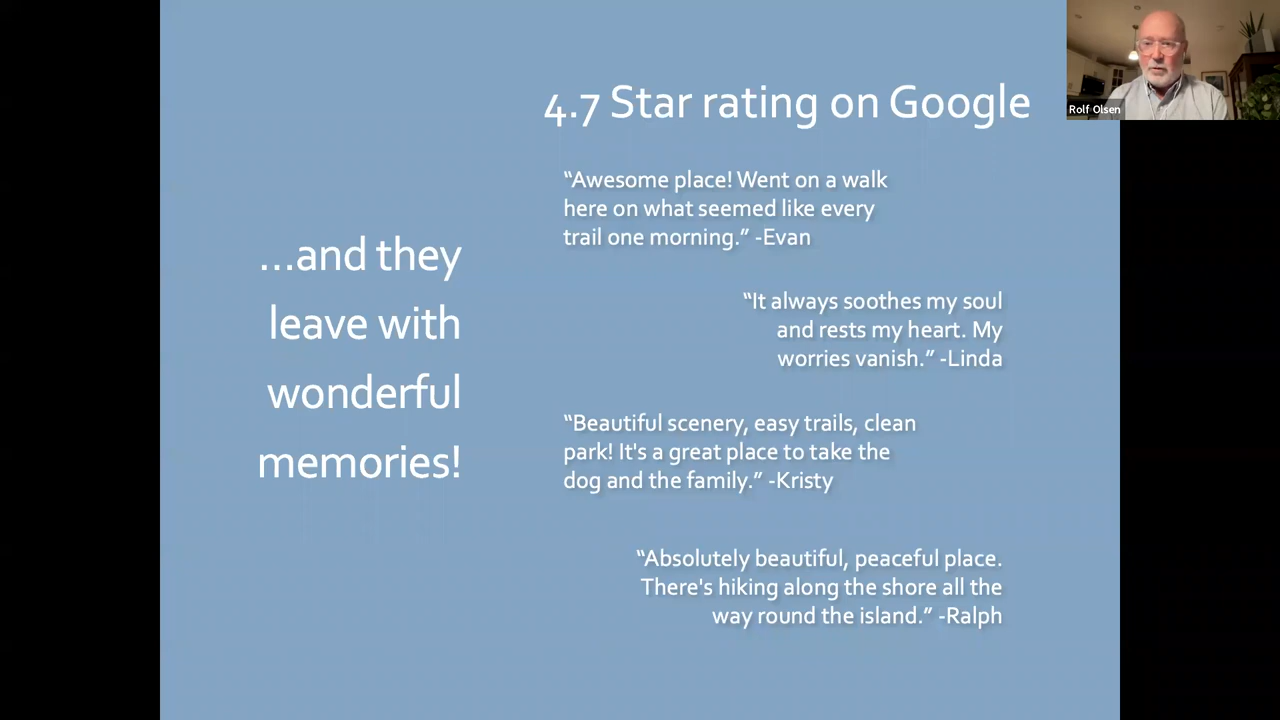 ...and they
leave with
wonderful
memories!
4.7 Star rating on Google
“Awesome place! Went on a walk
here on what seemed like every
trail one morning.” -Evan
“It always soothes my soul
and rests my heart. My
worries vanish.” -Linda
“Beautiful scenery, easy trails, clean
park! It's a great place to take the
dog and the family.” -Kristy
“Absolutely beautiful, peaceful place.
There's hiking along the shore all the
way round the island.” -Ralph
Rolf Olsen